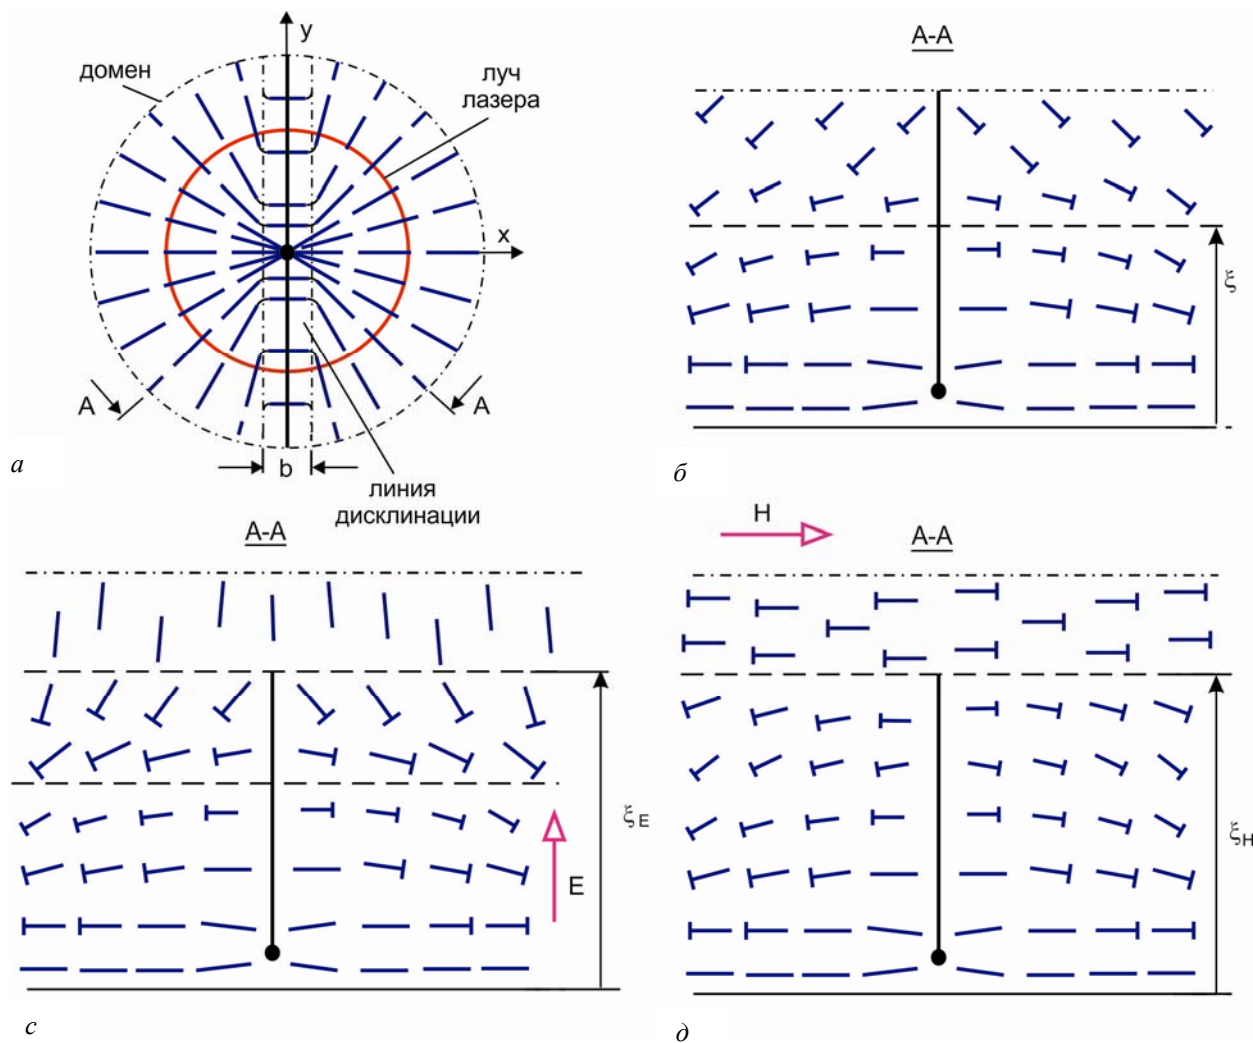 y
домен
луч
лазера
x
A
A
b
а
линия
дисклинации
A-A
ξ
б
A-A
ξE
E
с
H
A-A
ξH
д